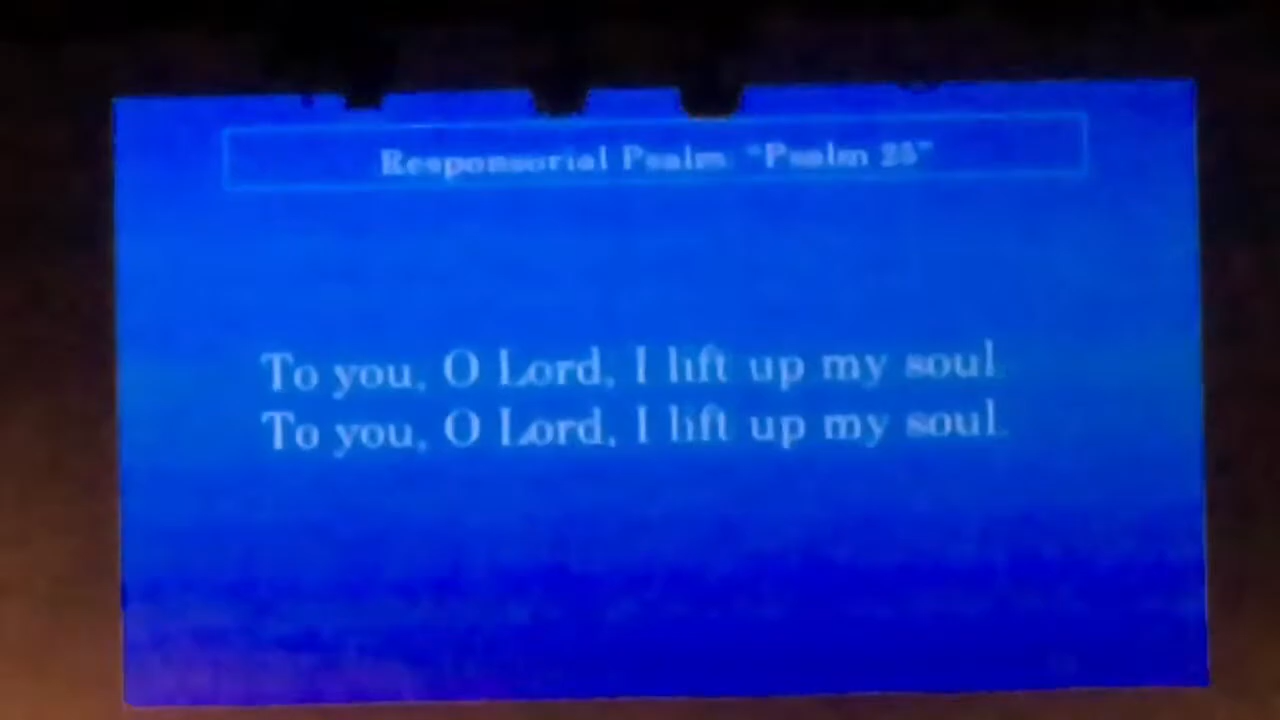 Responsorial Psalm "Psalm 25"
To you, O Lord, I lift up my soul.
To you, O Lord, I lift up my soul.